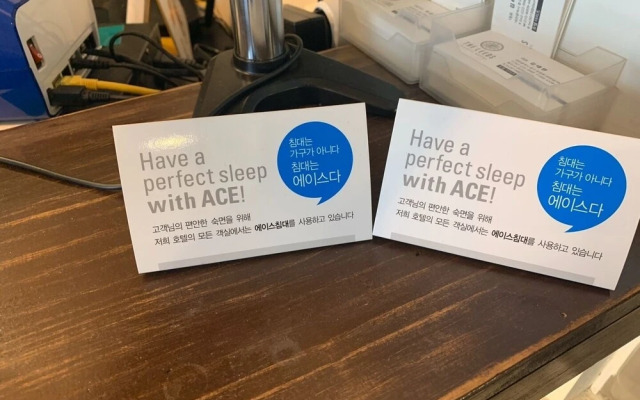 Have a
perfect sleep
with ACE!
침대는
가구가 아니다
침대는
에이스다
고객님의 편안한 숙면을 위해
저희 호텔의 모든 객실에서는 에이스침대를 사용하고 있습니다
Have a
perfect sleep
with ACE!
침대는
가구가 아니다
침대는
에이스다
고객님의 편안한 숙면을 위해
저희 호텔의 모든 객실에서는 에이스침대를 사용하고 있습니다